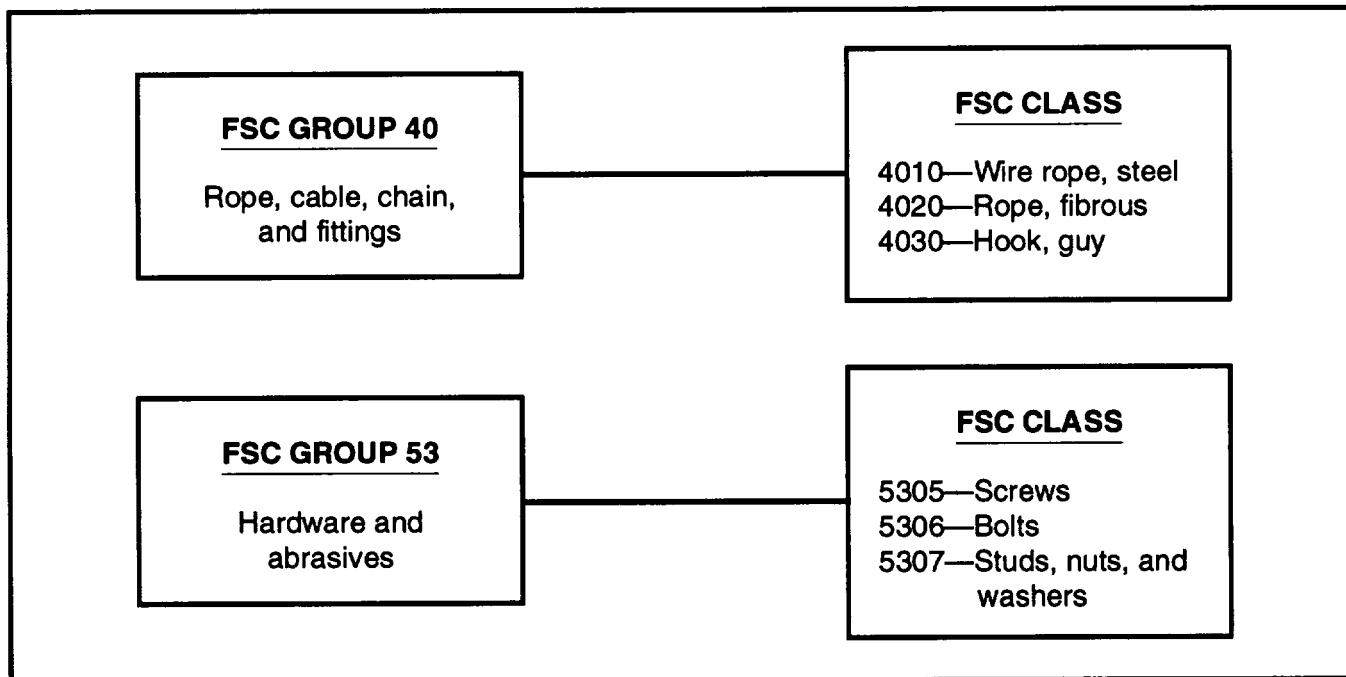 FSC GROUP 40
Rope, cable, chain,
and fittings
FSC CLASS
4010—Wire rope, steel
4020—Rope, fibrous
4030—Hook, guy
FSC GROUP 53
Hardware and
abrasives
FSC CLASS
5305—Screws
5306—Bolts
5307—Studs, nuts, and
washers